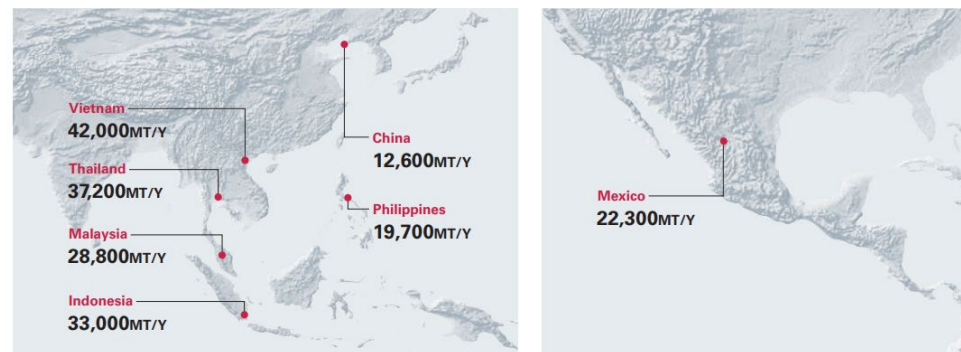 Vietnam
42,000MT/Y
Thailand
37,200MT/Y
Malaysia
28,800MT/Y
Indonesia
33,000MT/Y
China
12,600MT/Y
Philippines
19,700MT/Y
Mexico
22,300MT/Y